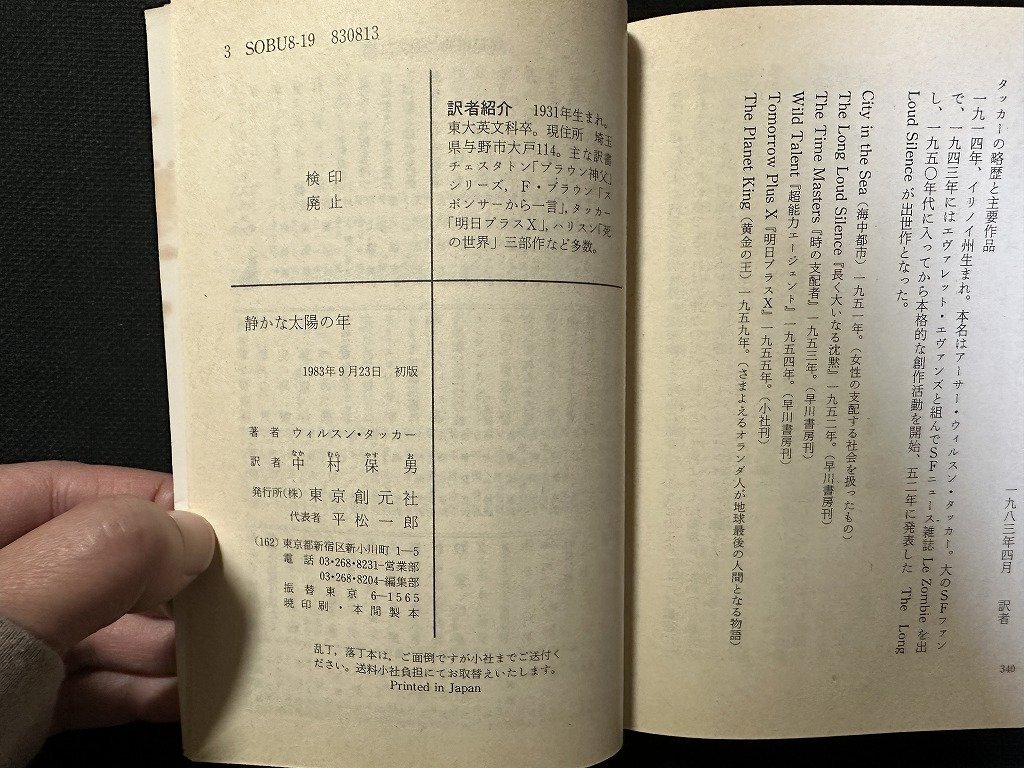 一九八三年四月　訳者
340
タッカーの略歴と主要作品
一九一四年、イリノイ州生まれ。本名はアーサー・ウィルスン・タッカー。大のSFファン
で、一九四三年にはエヴァレット・エヴァンズと組んでSFニュース雑誌 Le Zombie を出
し、一九五〇年代に入ってから本格的な創作活動を開始、五二年に発表した The Long
Loud Silence が出世作となった。
City in the Sea（海中都市）一九五一年。（女性の支配する社会を扱ったもの）
The Long Loud Silence『長く大いなる沈黙』一九五二年。（早川書房刊）
The Time Masters『時の支配者』一九五三年。（早川書房刊）
Wild Talent『超能力エージェント』一九五四年。（早川書房刊）
Tomorrow Plus X『明日プラスX』一九五五年。（小社刊）
The Planet King（黄金の王）一九五九年。（さまよえるオランダ人が地球最後の人間となる物語）
3 SOBU8-19 830813
検印
廃止
訳者紹介　1931年生まれ。
東大英文科卒。現住所 埼玉
県与野市大戸114。主な訳書
チェスタトン「ブラウン神父」
シリーズ，F・ブラウン「ス
ポンサーから一言」，タッカー
「明日プラスX」，ハリスン「死
の世界」三部作など多数。
静かな太陽の年
1983年9月23日　初版
著者　ウィルスン・タッカー
訳者　中村保男
発行所（株）東京創元社
代表者　平松一郎
（162）東京都新宿区新小川町 1—5
電話 03・268・8231—営業部
03・268・8204—編集部
振替 東京 6—1565
暁印刷・本間製本
乱丁，落丁本は，ご面倒ですが小社までご送付く
ださい。送料小社負担にてお取替えいたします。
Printed in Japan